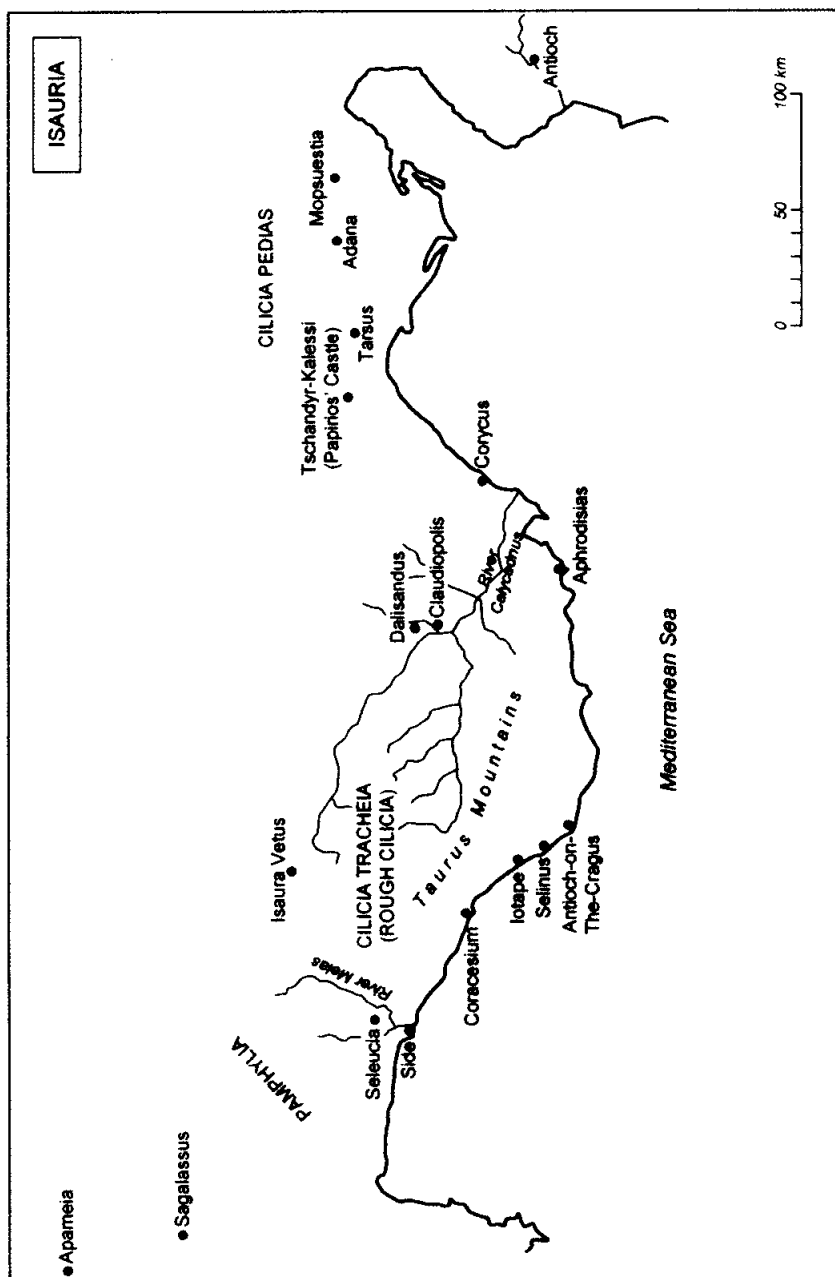 ISAURIA
Apameia
Sagalassus
PAMPHYLIA
Seleucia
Side
River Melas
Isaura Vetus
CILICIA TRACHEIA
(ROUGH CILICIA)
Taurus Mountains
Coracesium
Iotape
Selinus
Antioch-on-
The-Cragus
Dalisandus
Claudiopolis
River
Calycadnus
Aphrodisias
Corycus
Tschandyr-Kalessi
(Papirios' Castle)
Tarsus
CILICIA PEDIAS
Adana
Mopsuestia
Antioch
Mediterranean Sea
0 50 100 km